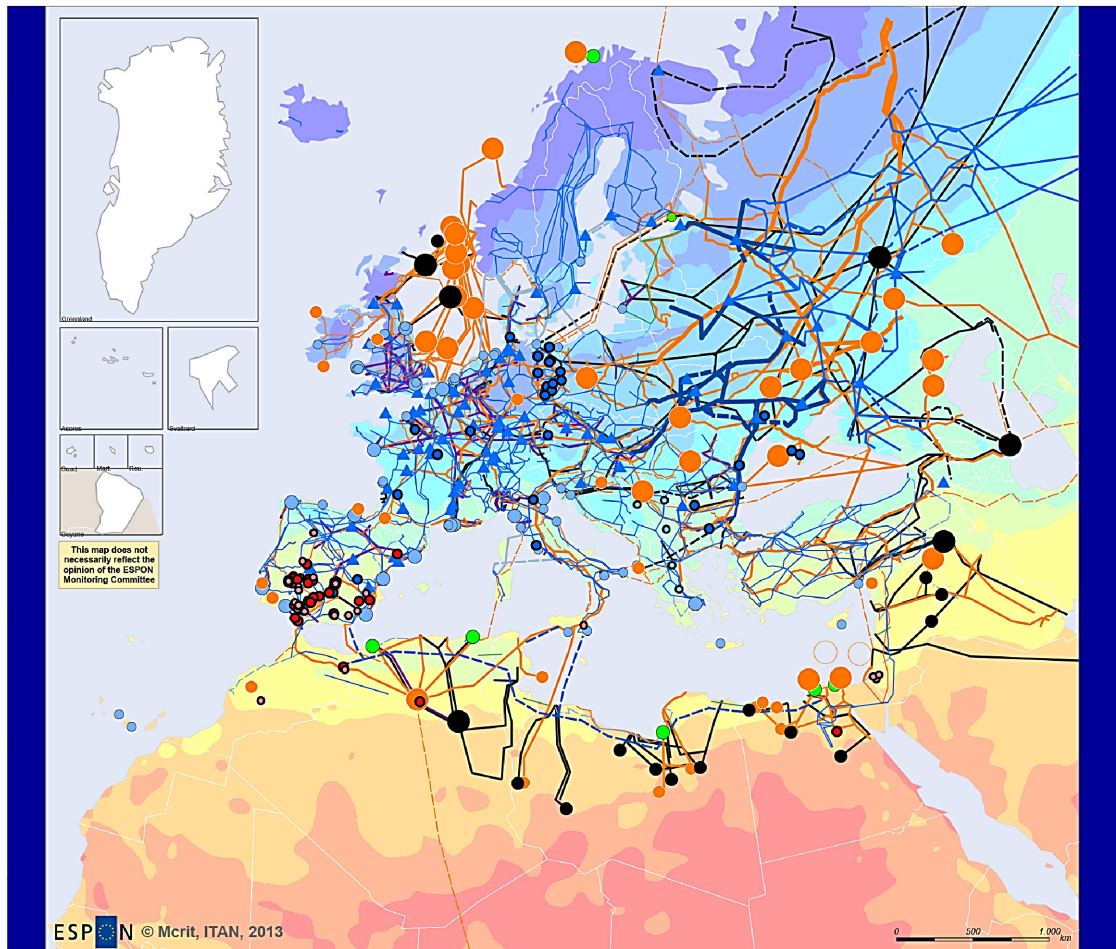 Greenland
Azores
Svalbard
Guad.
Mart.
Reu.
Guyane
This map does not
necessarily reflect the
opinion of the ESPON
Monitoring Committee
ESPON © Mcrit, ITAN, 2013
0 500 1.000
km